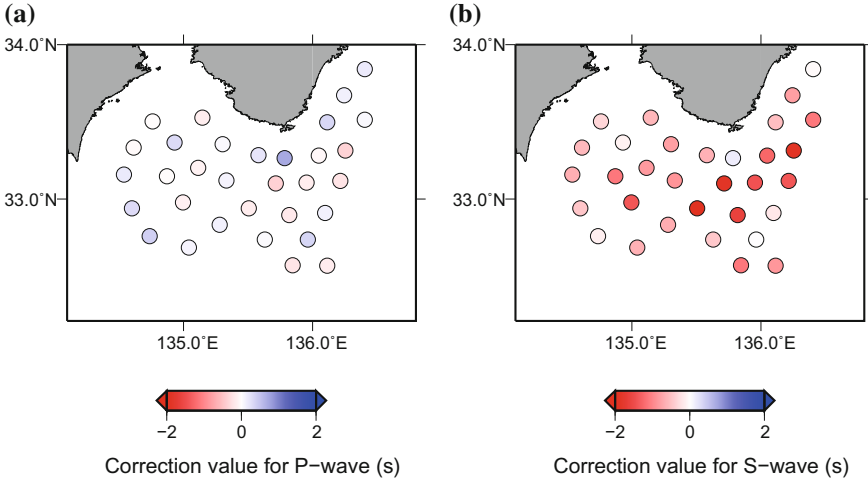 (a)
(b)
34.0˚N
33.0˚N
135.0˚E 136.0˚E
−2 0 2
Correction value for P−wave (s)
34.0˚N
33.0˚N
135.0˚E 136.0˚E
−2 0 2
Correction value for S−wave (s)